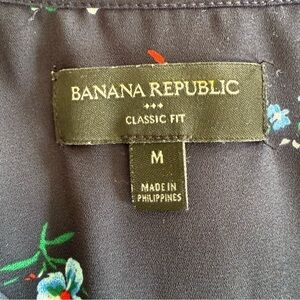 BANANA REPUBLIC
CLASSIC FIT
M
MADE IN
PHILIPPINES